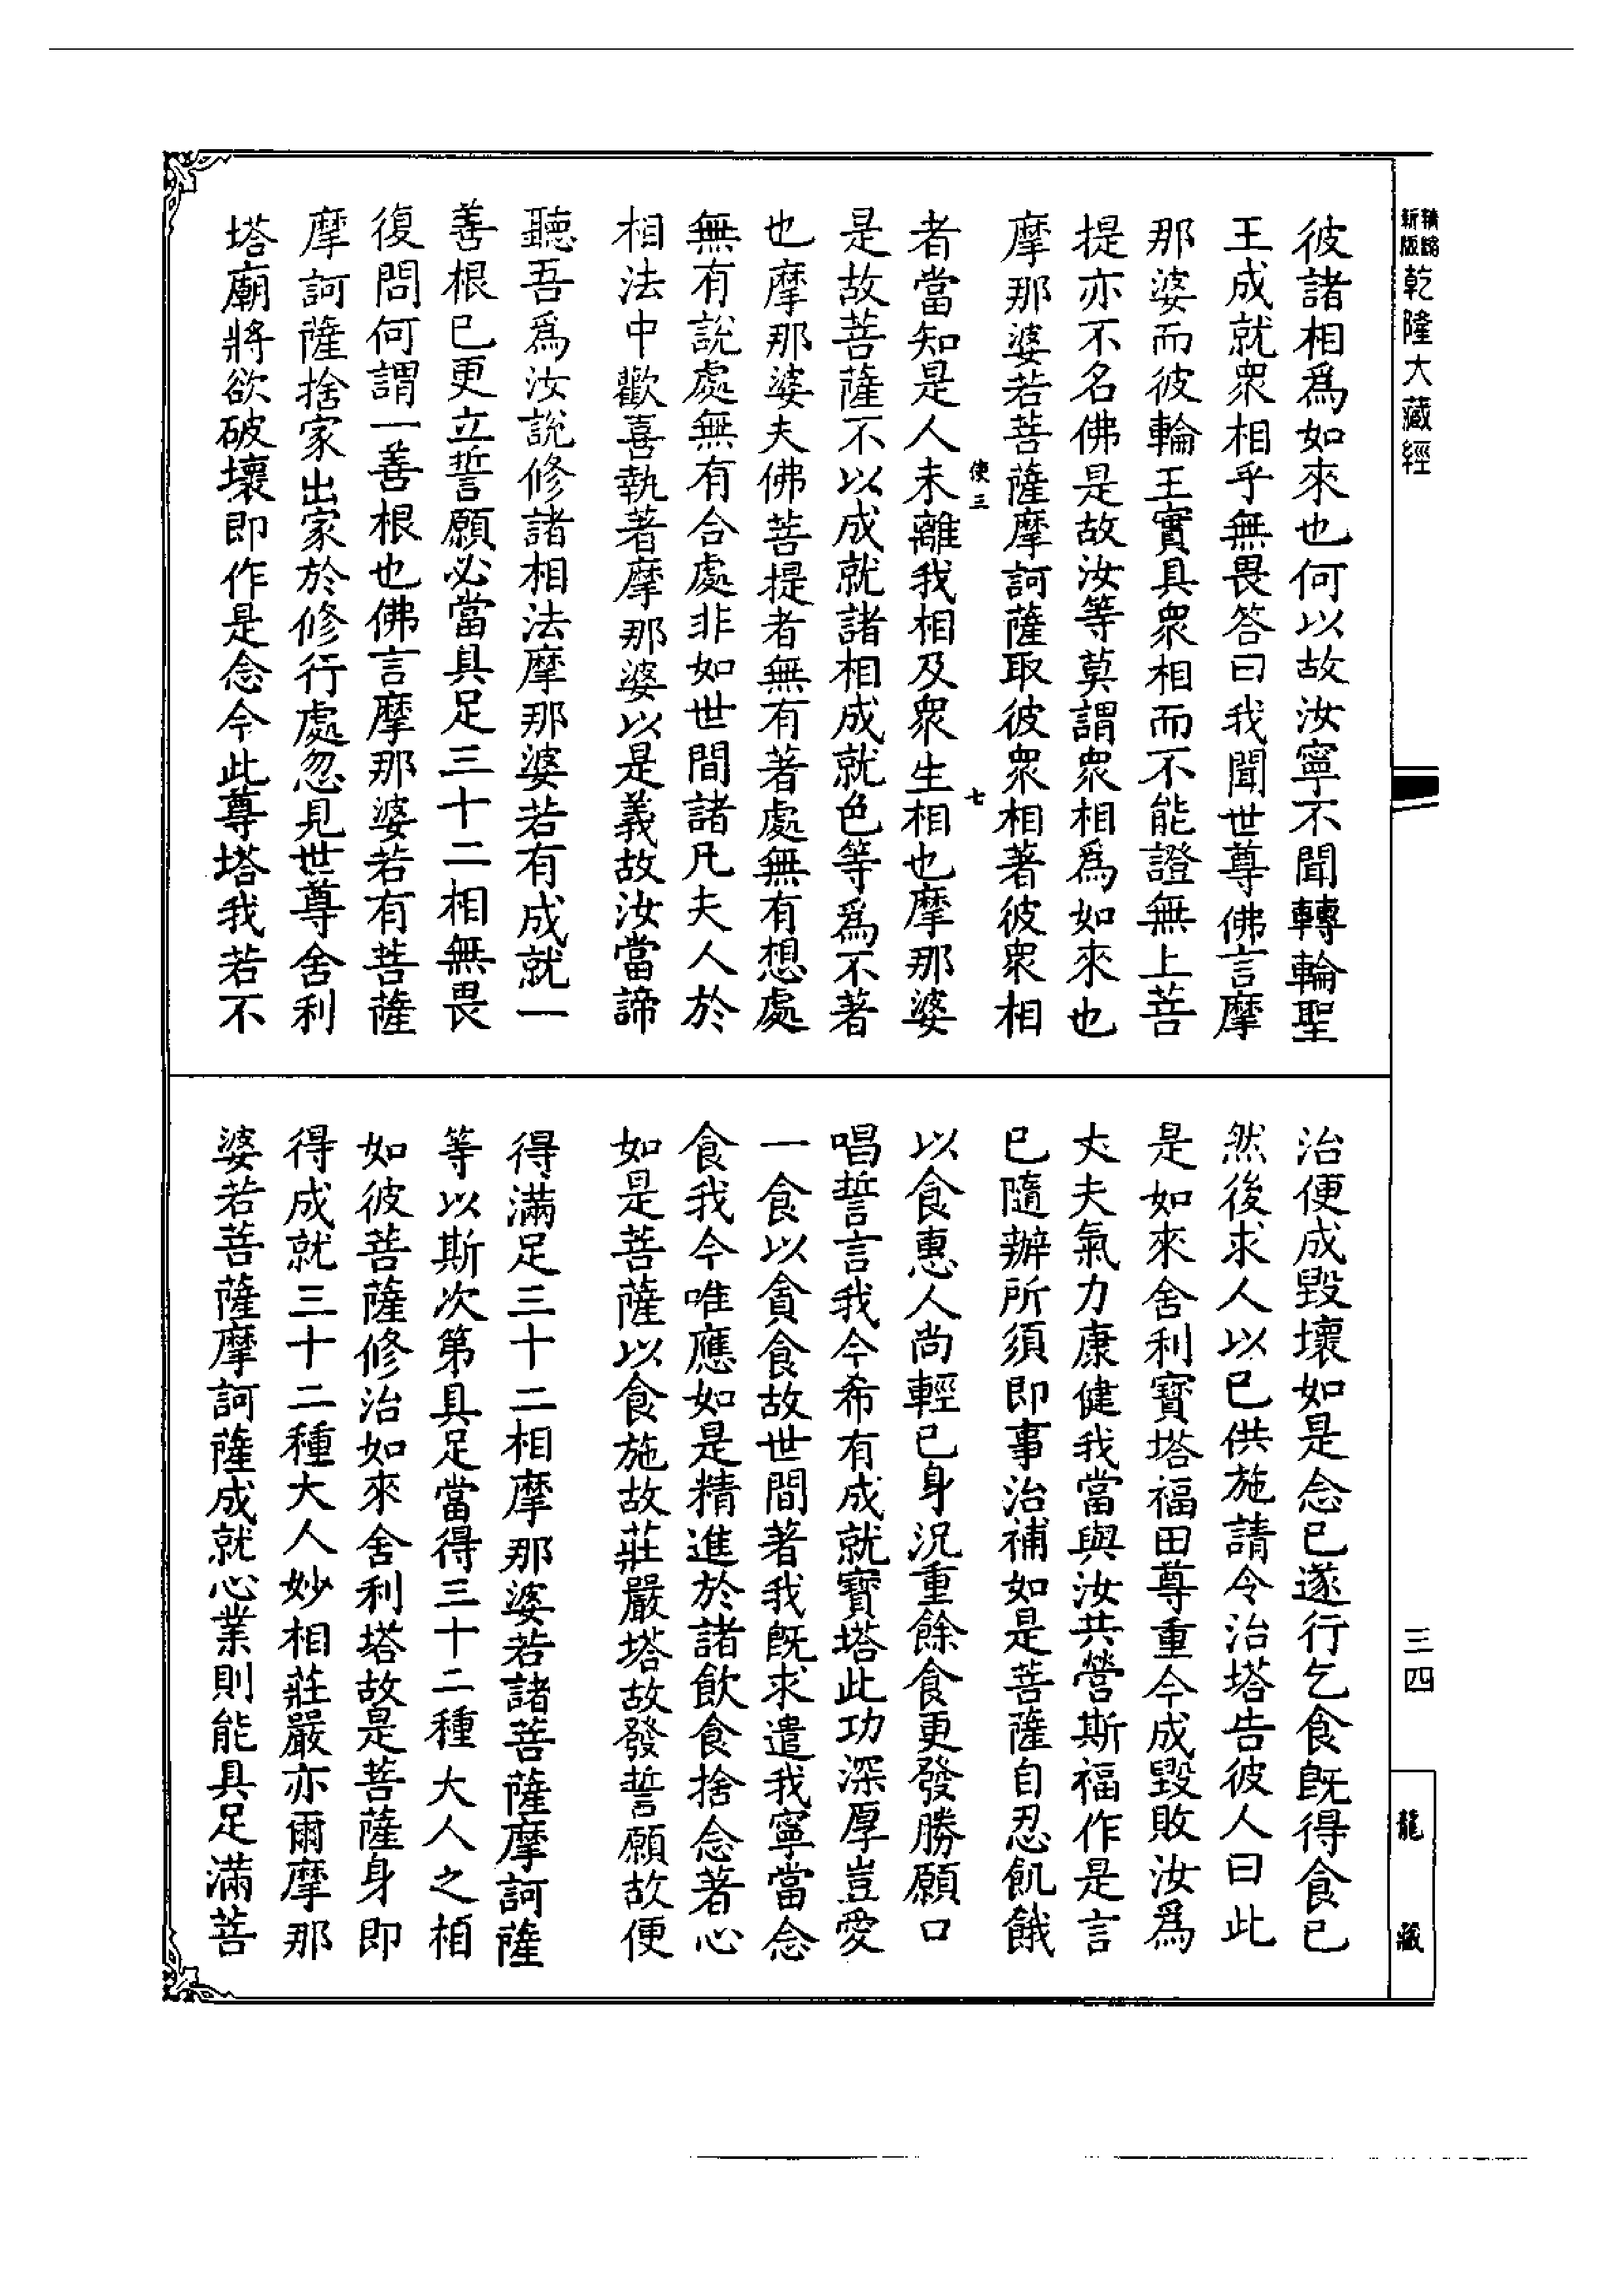 新版
精縮
乾隆大藏經
三四
龍藏
彼諸相爲如來也何以故汝寧不聞轉輪聖
王成就衆相乎無畏答曰我聞世尊佛言摩
那婆而彼輪王實具衆相而不能證無上菩
提亦不名佛是故汝等莫謂衆相爲如來也
摩那婆若菩薩摩訶薩取彼衆相著彼衆相
使三
七
者當知是人未離我相及衆生相也摩那婆
是故菩薩不以成就諸相成就色等爲不著
也摩那婆夫佛菩提者無有著處無有想處
無有說處無有合處非如世間諸凡夫人於
相法中歡喜執著摩那婆以是義故汝當諦
聽吾爲汝說修諸相法摩那婆若有成就一
善根已更立誓願必當具足三十二相無畏
復問何謂一善根也佛言摩那婆若有菩薩
摩訶薩捨家出家於修行處忽見世尊舍利
塔廟將欲破壞即作是念今此尊塔我若不
治便成毀壞如是念已遂行乞食旣得食已
然後求人以已供施請令治塔告彼人曰此
是如來舍利寶塔福田尊重今成毀敗汝爲
大夫氣力康健我當與汝共營斯福作是言
已隨辦所須即事治補如是菩薩自忍飢餓
以食惠人尚輕已身況重餘食更發勝願口
唱誓言我今希有成就寶塔此功深厚豈愛
一食以貪食故世間著我旣求遣我寧當念
食我今唯應如是精進於諸飲食捨念著心
如是菩薩以食施故莊嚴塔故發誓願故便
得滿足三十二相摩那婆若諸菩薩摩訶薩
等以斯次第具足當得三十二種大人之相
如彼菩薩修治如來舍利塔故是菩薩身即
得成就三十二種大人妙相莊嚴亦爾摩那
婆若菩薩摩訶薩成就心業則能具足滿菩